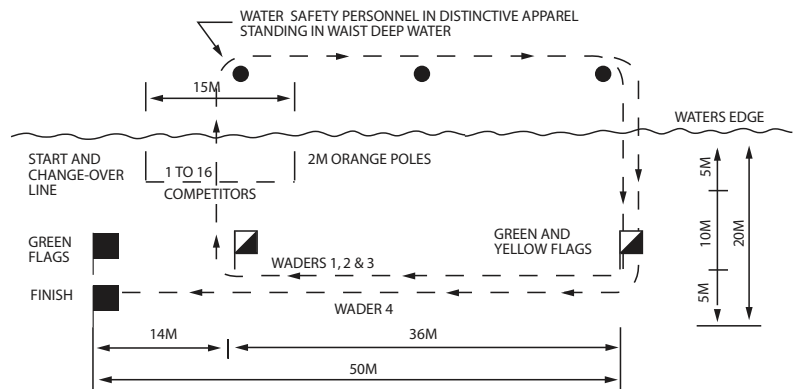 WATER SAFETY PERSONNEL IN DISTINCTIVE APPAREL
STANDING IN WAIST DEEP WATER
15M
WATERS EDGE
START AND
CHANGE-OVER
LINE
1 TO 16
COMPETITORS
2M ORANGE POLES
5M
10M
20M
5M
GREEN
FLAGS
GREEN AND
YELLOW FLAGS
WADERS 1, 2 & 3
FINISH
WADER 4
14M
36M
50M